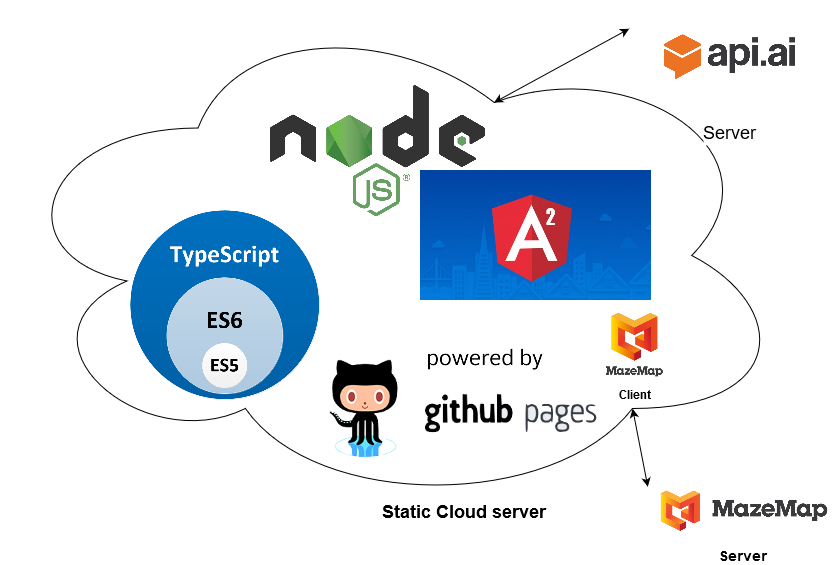 api.ai
Server
node
JS®
A2
TypeScript
ES6
ES5
MazeMap
Client
powered by
github pages
Static Cloud server
MazeMap
Server